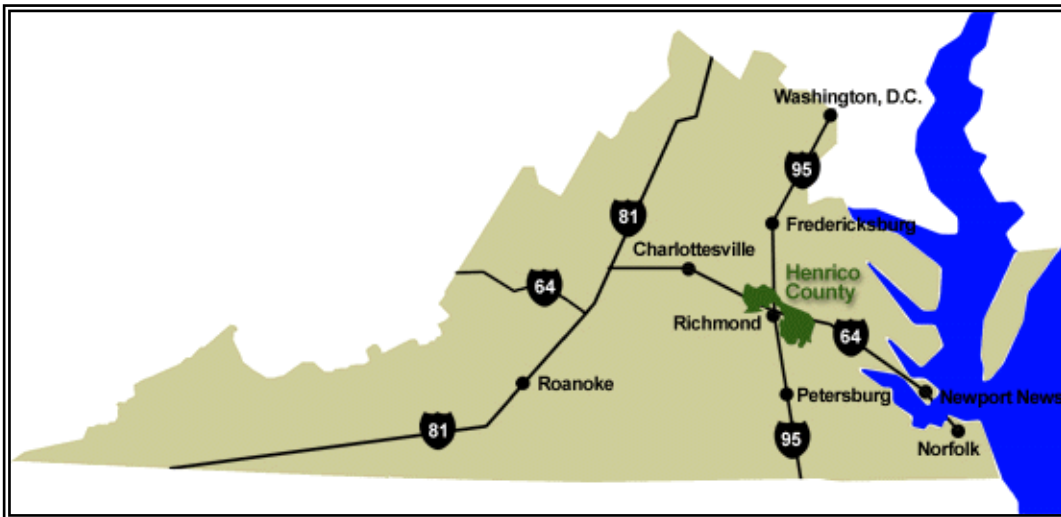 Washington, D.C.
95
81
Fredericksburg
Charlottesville
Henrico
County
64
Richmond
64
Roanoke
Petersburg
Newport News
81
95
Norfolk